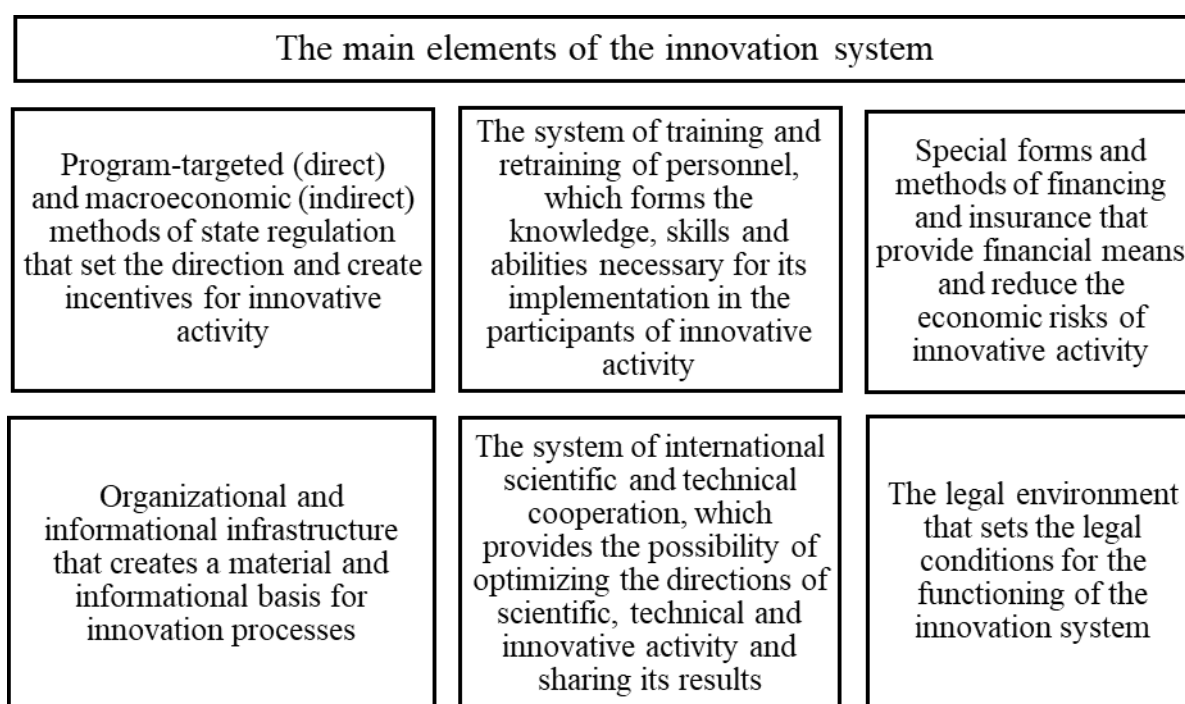 The main elements of the innovation system
Program-targeted (direct)
and macroeconomic (indirect)
methods of state regulation
that set the direction and create
incentives for innovative
activity
The system of training and
retraining of personnel,
which forms the
knowledge, skills and
abilities necessary for its
implementation in the
participants of innovative
activity
Special forms and
methods of financing
and insurance that
provide financial means
and reduce the
economic risks of
innovative activity
Organizational and
informational infrastructure
that creates a material and
informational basis for
innovation processes
The system of international
scientific and technical
cooperation, which
provides the possibility of
optimizing the directions of
scientific, technical and
innovative activity and
sharing its results
The legal environment
that sets the legal
conditions for the
functioning of the
innovation system